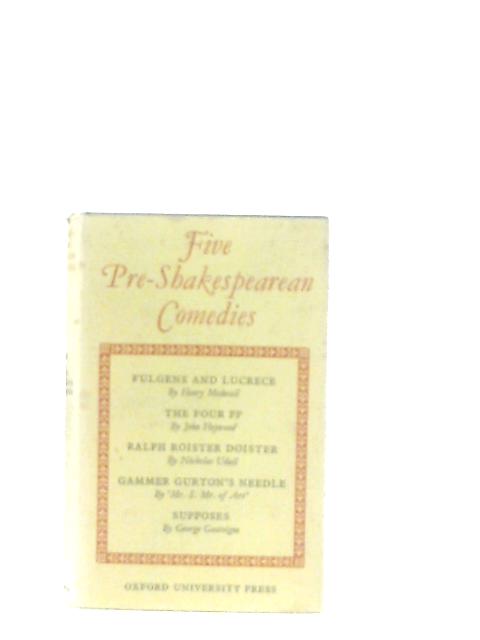 Five
Pre-Shakespearean
Comedies
FULGENS AND LUCRECE
By Henry Medwall
THE FOUR PP
By John Heywood
RALPH ROISTER DOISTER
By Nicholas Udall
GAMMER GURTON'S NEEDLE
By "Mr. S. Mr. of Art"
SUPPOSES
By George Gascoigne
OXFORD UNIVERSITY PRESS